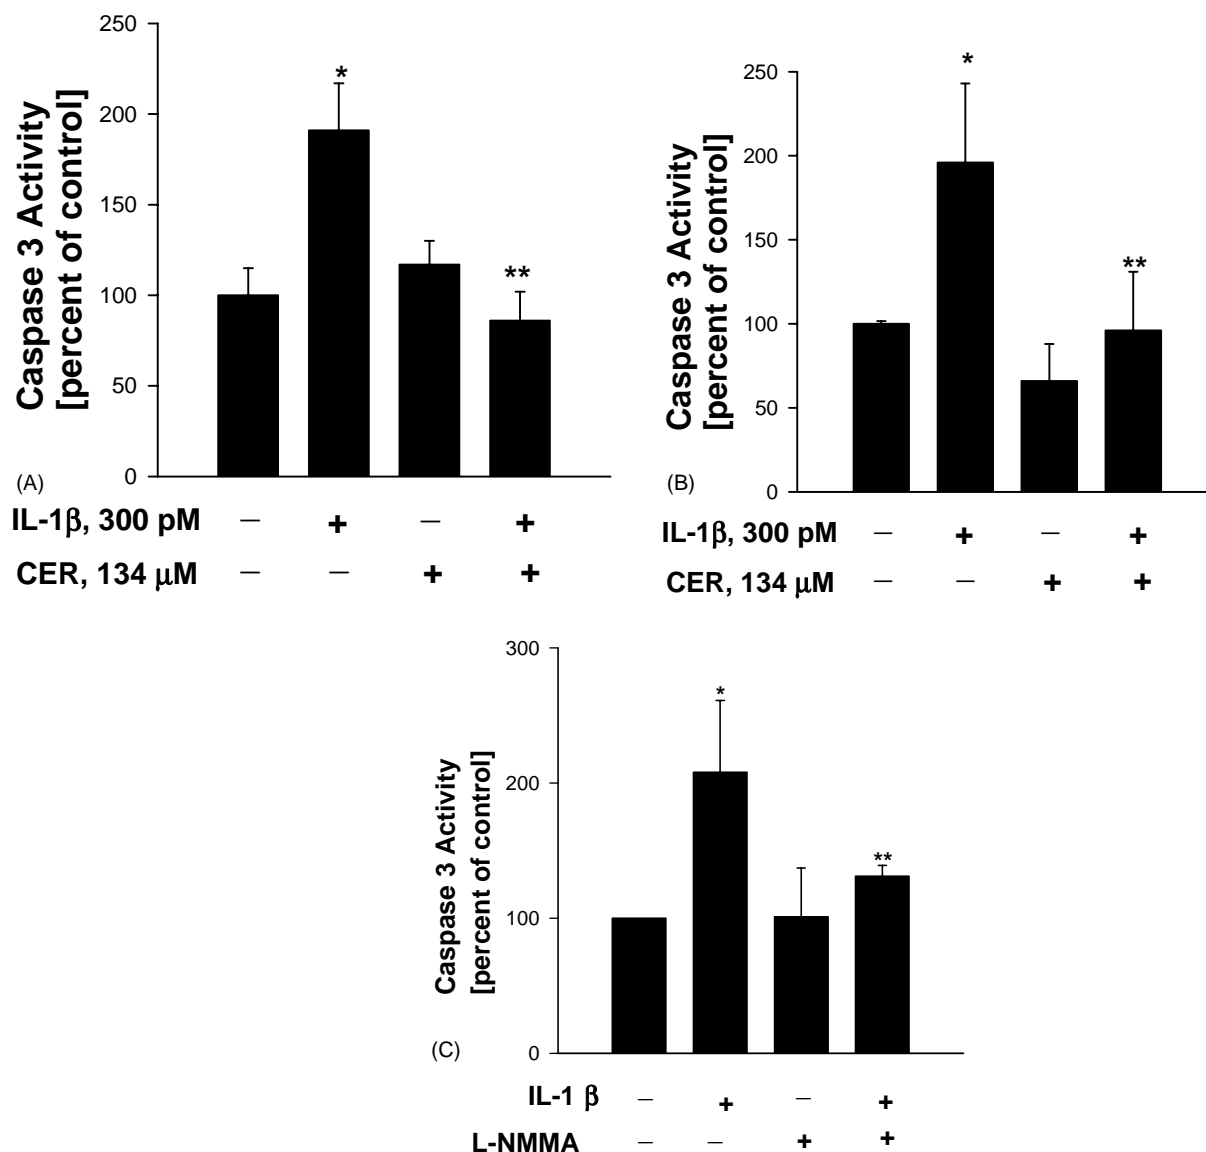 250
200
150
100
50
0
Caspase 3 Activity
[percent of control]
*
**
(A)
IL-1β, 300 pM – + – +
CER, 134 μM – – + +
250
200
150
100
50
0
Caspase 3 Activity
[percent of control]
*
**
(B)
IL-1β, 300 pM – + – +
CER, 134 μM – – + +
300
200
100
0
Caspase 3 Activity
[percent of control]
*
**
(C)
IL-1 β – + – +
L-NMMA – – + +